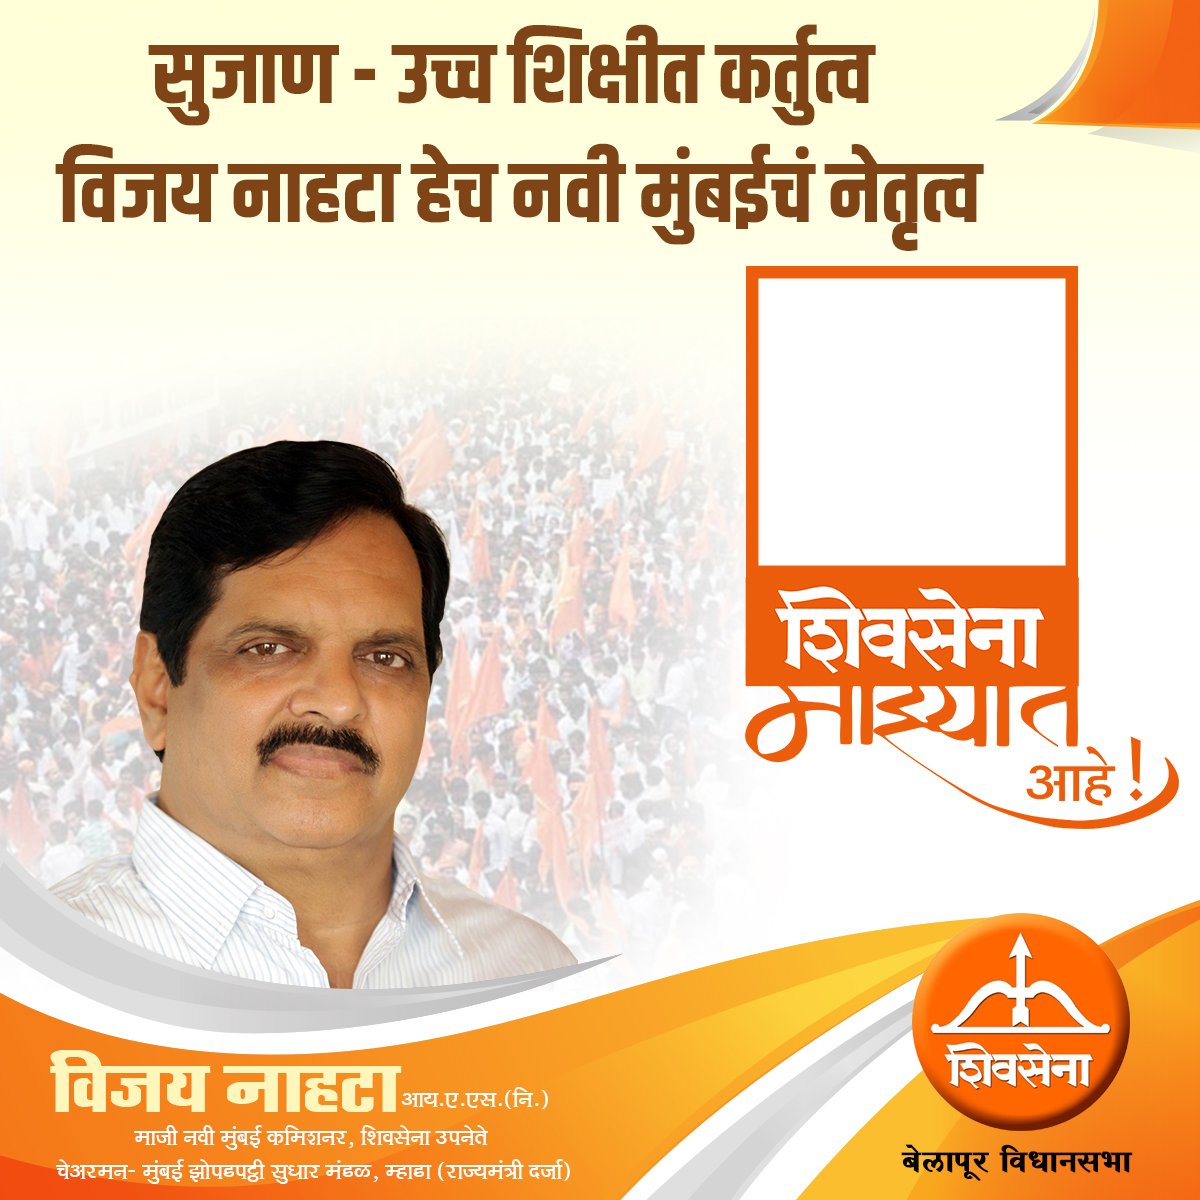 सुजाण - उच्च शिक्षीत कर्तुत्व
विजय नाहटा हेच नवी मुंबईचं नेतृत्व
शिवसेना
माझ्यात
आहे!
विजय नाहटा आय.ए.एस.(नि.)
माजी नवी मुंबई कमिशनर, शिवसेना उपनेते
चेअरमन- मुंबई झोपडपट्टी सुधार मंडळ, म्हाडा (राज्यमंत्री दर्जा)
शिवसेना
बेलापूर विधानसभा